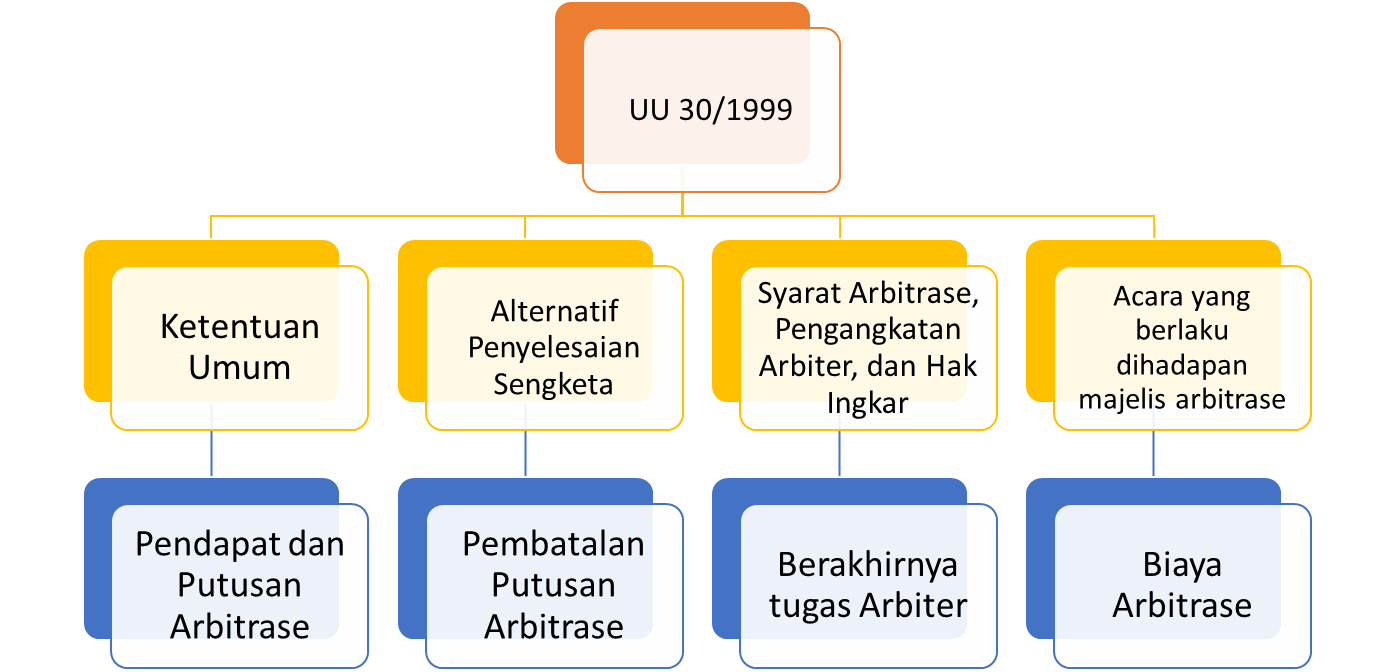 UU 30/1999
Ketentuan
Umum
Alternatif
Penyelesaian
Sengketa
Syarat Arbitrase,
Pengangkatan
Arbiter, dan Hak
Ingkar
Acara yang
berlaku
dihadapan
majelis arbitrase
Pendapat dan
Putusan
Arbitrase
Pembatalan
Putusan
Arbitrase
Berakhirnya
tugas Arbiter
Biaya
Arbitrase